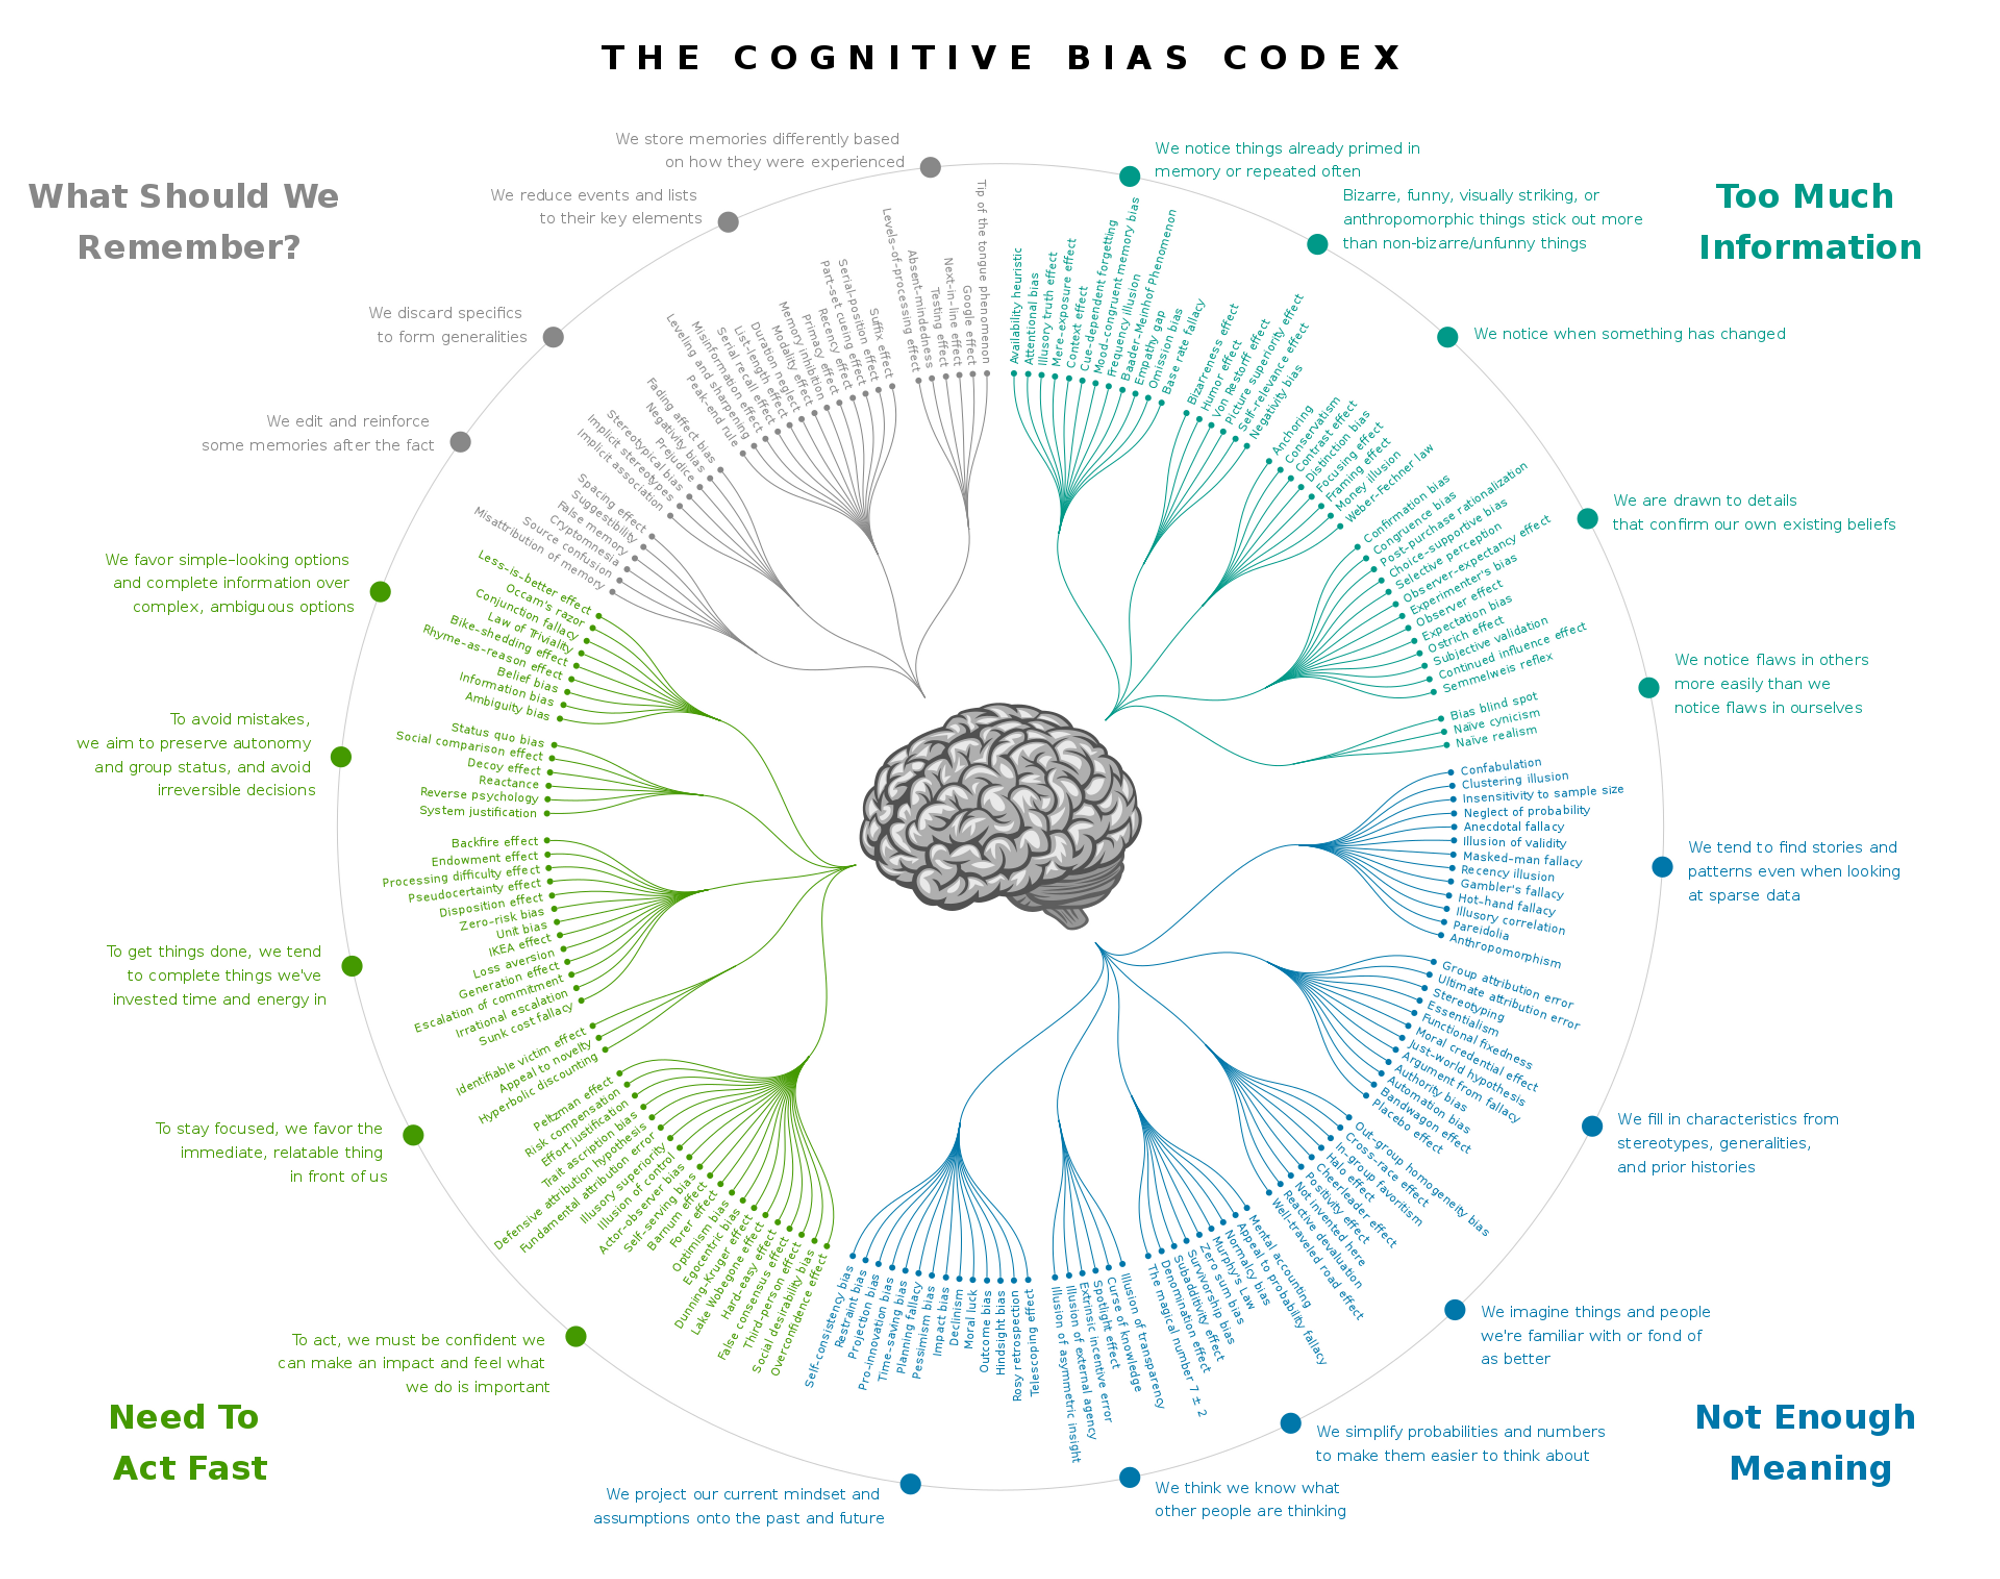 THE COGNITIVE BIAS CODEX
What Should We
Remember?
Too Much
Information
Need To
Act Fast
Not Enough
Meaning
We notice things already primed in
memory or repeated often
Availability heuristic
Attentional bias
Illusory truth effect
Mere-exposure effect
Context effect
Cue-dependent forgetting
Mood-congruent memory bias
Frequency illusion
Baader-Meinhof Phenomenon
Empathy gap
Omission bias
Base rate fallacy
Bizarre, funny, visually striking, or
anthropomorphic things stick out more
than non-bizarre/unfunny things
Bizarreness effect
Humor effect
Von Restorff effect
Picture superiority effect
Self-relevance effect
Negativity bias
We notice when something has changed
Anchoring
Conservatism
Contrast effect
Distinction bias
Focusing effect
Framing effect
Money illusion
Weber-Fechner law
We are drawn to details
that confirm our own existing beliefs
Confirmation bias
Congruence bias
Post-purchase rationalization
Choice-supportive bias
Selective perception
Observer-expectancy effect
Experimenter's bias
Observer effect
Expectation bias
Ostrich effect
Subjective validation
Continued influence effect
Semmelweis reflex
We notice flaws in others
more easily than we
notice flaws in ourselves
Bias blind spot
Naïve cynicism
Naïve realism
We tend to find stories and
patterns even when looking
at sparse data
Confabulation
Clustering illusion
Insensitivity to sample size
Neglect of probability
Anecdotal fallacy
Illusion of validity
Masked-man fallacy
Recency illusion
Gambler's fallacy
Hot-hand fallacy
Illusory correlation
Pareidolia
Anthropomorphism
We fill in characteristics from
stereotypes, generalities,
and prior histories
Group attribution error
Ultimate attribution error
Stereotyping
Essentialism
Functional fixedness
Moral credential effect
Just-world hypothesis
Argument from fallacy
Authority bias
Automation bias
Bandwagon effect
Placebo effect
We imagine things and people
we're familiar with or fond of
as better
Out-group homogeneity bias
Cross-race effect
In-group favoritism
Halo effect
Cheerleader effect
Positivity effect
Not invented here
Reactive devaluation
Well-traveled road effect
We simplify probabilities and numbers
to make them easier to think about
Mental accounting
Appeal to probability fallacy
Normalcy bias
Murphy's Law
Zero sum bias
Survivorship bias
Subadditivity effect
Denomination effect
The magical number 7 ± 2
We think we know what
other people are thinking
Illusion of transparency
Curse of knowledge
Spotlight effect
Extrinsic incentive error
Illusion of external agency
Illusion of asymmetric insight
We project our current mindset and
assumptions onto the past and future
Telescoping effect
Rosy retrospection
Hindsight bias
Outcome bias
Moral luck
Declinism
Impact bias
Pessimism bias
Planning fallacy
Time-saving bias
Pro-innovation bias
Projection bias
Restraint bias
Self-consistency bias
To act, we must be confident we
can make an impact and feel what
we do is important
Overconfidence effect
Social desirability bias
Third-person effect
False consensus effect
Hard-easy effect
Lake Wobegone effect
Dunning-Kruger effect
Egocentric bias
Optimism bias
Forer effect
Barnum effect
Self-serving bias
Actor-observer bias
Illusion of control
Illusory superiority
Fundamental attribution error
Defensive attribution hypothesis
Trait ascription bias
Effort justification
Risk compensation
Peltzman effect
To stay focused, we favor the
immediate, relatable thing
in front of us
Hyperbolic discounting
Appeal to novelty
Identifiable victim effect
To get things done, we tend
to complete things we've
invested time and energy in
Sunk cost fallacy
Irrational escalation
Escalation of commitment
Generation effect
Loss aversion
IKEA effect
Unit bias
Zero-risk bias
Disposition effect
Pseudocertainty effect
Processing difficulty effect
Endowment effect
Backfire effect
To avoid mistakes,
we aim to preserve autonomy
and group status, and avoid
irreversible decisions
System justification
Reverse psychology
Reactance
Decoy effect
Social comparison effect
Status quo bias
We favor simple-looking options
and complete information over
complex, ambiguous options
Ambiguity bias
Information bias
Belief bias
Rhyme-as-reason effect
Bike-shedding effect
Law of Triviality
Conjunction fallacy
Occam's razor
Less-is-better effect
We edit and reinforce
some memories after the fact
Misattribution of memory
Source confusion
Cryptomnesia
False memory
Suggestibility
Spacing effect
We discard specifics
to form generalities
Implicit association
Implicit stereotypes
Stereotypical bias
Prejudice
Negativity bias
Fading affect bias
We reduce events and lists
to their key elements
Peak-end rule
Leveling and sharpening
Misinformation effect
Serial recall effect
List-length effect
Duration neglect
Modality effect
Memory inhibition
Primacy effect
Recency effect
Part-set cueing effect
Serial-position effect
Suffix effect
We store memories differently based
on how they were experienced
Levels-of-processing effect
Absent-mindedness
Testing effect
Next-in-line effect
Google effect
Tip of the tongue phenomenon